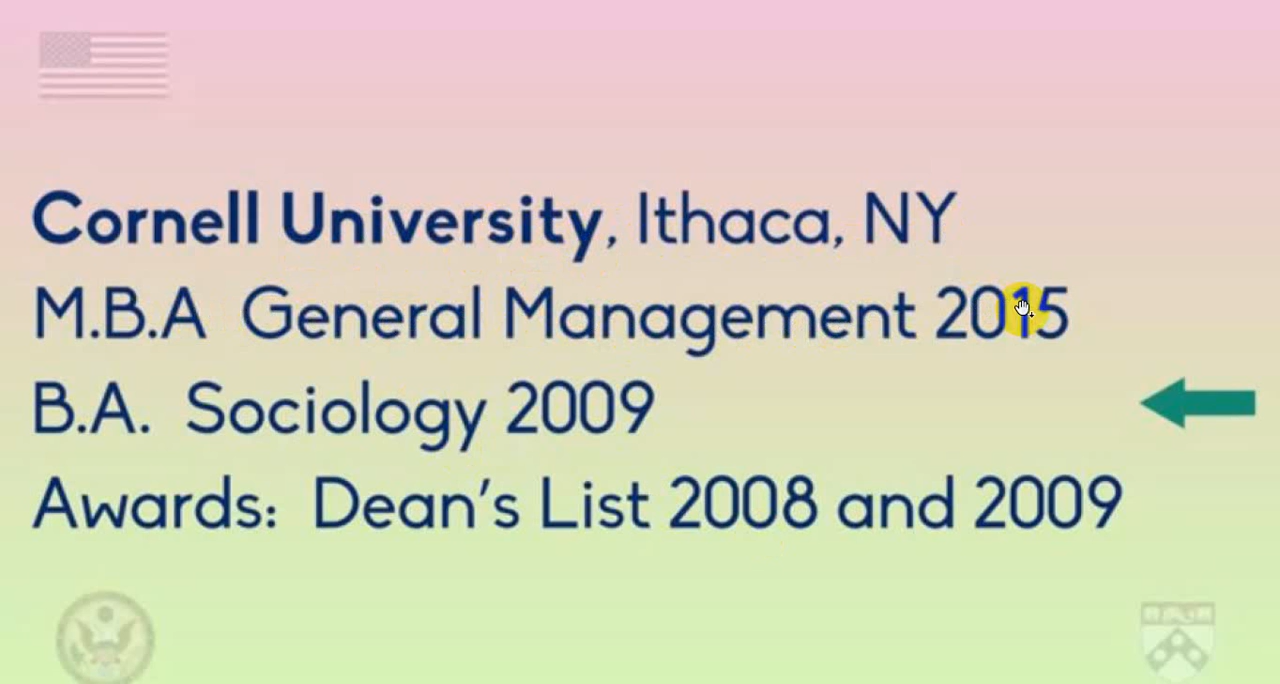 Cornell University, Ithaca, NY
M.B.A General Management 2015
B.A. Sociology 2009
Awards: Dean's List 2008 and 2009